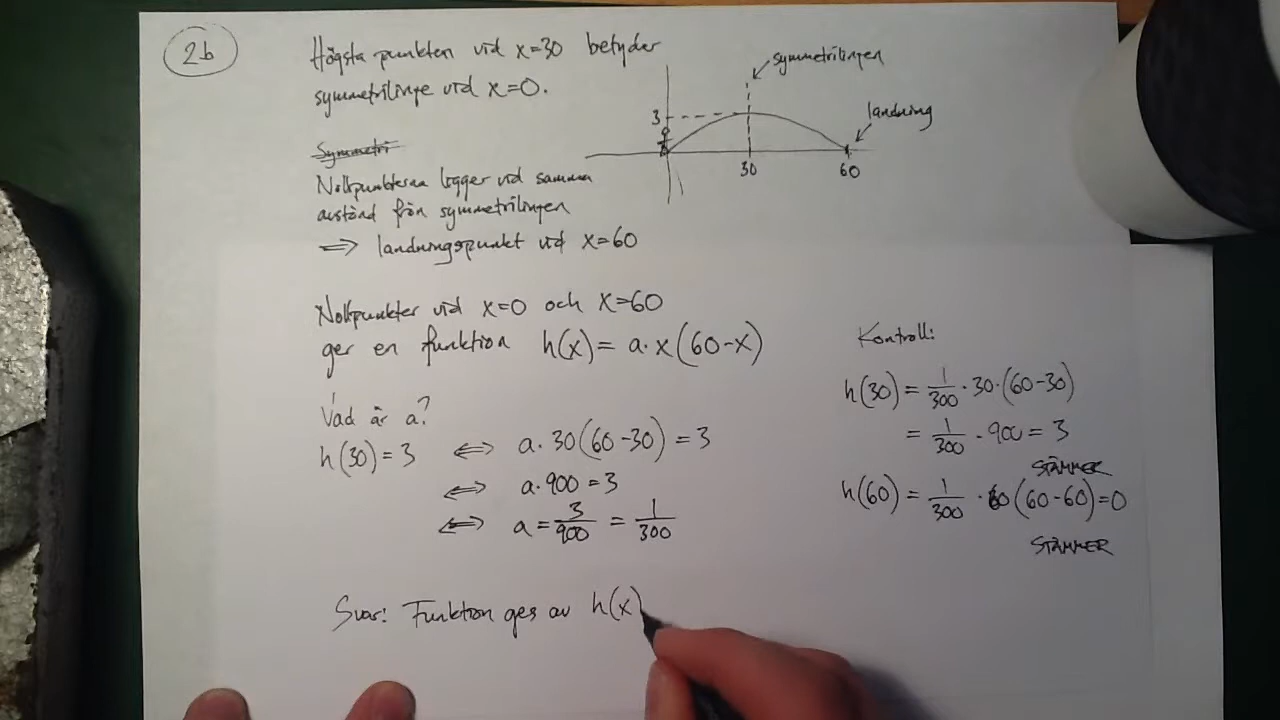 2b
Högsta punkten vid x=30 betyder
symmetrilinje vid x=0.
Symmetri
Nollpunkterna ligger vid samma
avstånd från symmetrilinjen
=> landningspunkt vid x=60
symmetrilinjen
landning
3
30
60
Nollpunkter vid x=0 och x=60
ger en funktion h(x) = a·x(60-x)
Vad är a?
h(30) = 3 <=> a·30(60-30) = 3
<=> a·900 = 3
<=> a = 3/900 = 1/300
Kontroll:
h(30) = 1/300 · 30·(60-30)
= 1/300 · 900 = 3
STÄMMER
h(60) = 1/300 · 60(60-60) = 0
STÄMMER
Svar: Funktion ges av h(x)